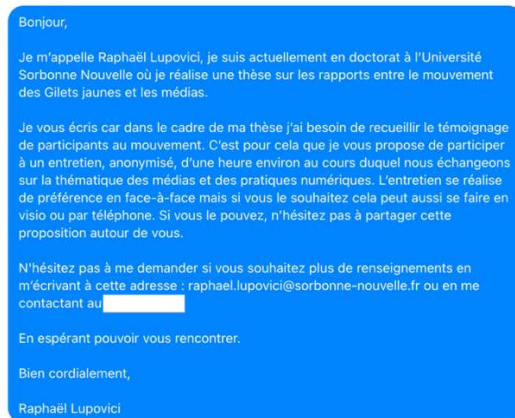 Bonjour,
Je m'appelle Raphaël Lupovici, je suis actuellement en doctorat à l'Université
Sorbonne Nouvelle où je réalise une thèse sur les rapports entre le mouvement
des Gilets jaunes et les médias.
Je vous écris car dans le cadre de ma thèse j'ai besoin de recueillir le témoignage
de participants au mouvement. C'est pour cela que je vous propose de participer
à un entretien, anonymisé, d'une heure environ au cours duquel nous échangeons
sur la thématique des médias et des pratiques numériques. L'entretien se réalise
de préférence en face-à-face mais si vous le souhaitez cela peut aussi se faire en
visio ou par téléphone. Si vous le pouvez, n'hésitez pas à partager cette
proposition autour de vous.
N'hésitez pas à me demander si vous souhaitez plus de renseignements en
m'écrivant à cette adresse : raphael.lupovici@sorbonne-nouvelle.fr ou en me
contactant au
En espérant pouvoir vous rencontrer.
Bien cordialement,
Raphaël Lupovici